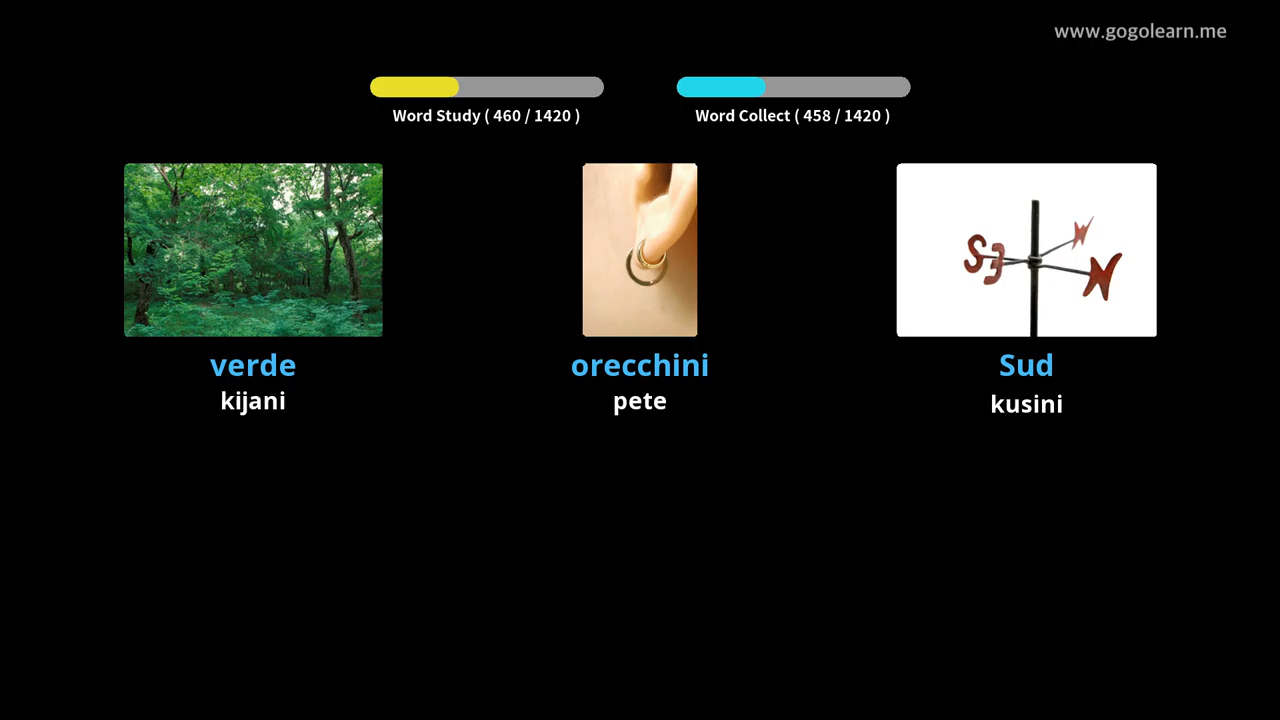 www.gogolearn.me
Word Study ( 460 / 1420 )
Word Collect ( 458 / 1420 )
verde
kijani
orecchini
pete
Sud
kusini